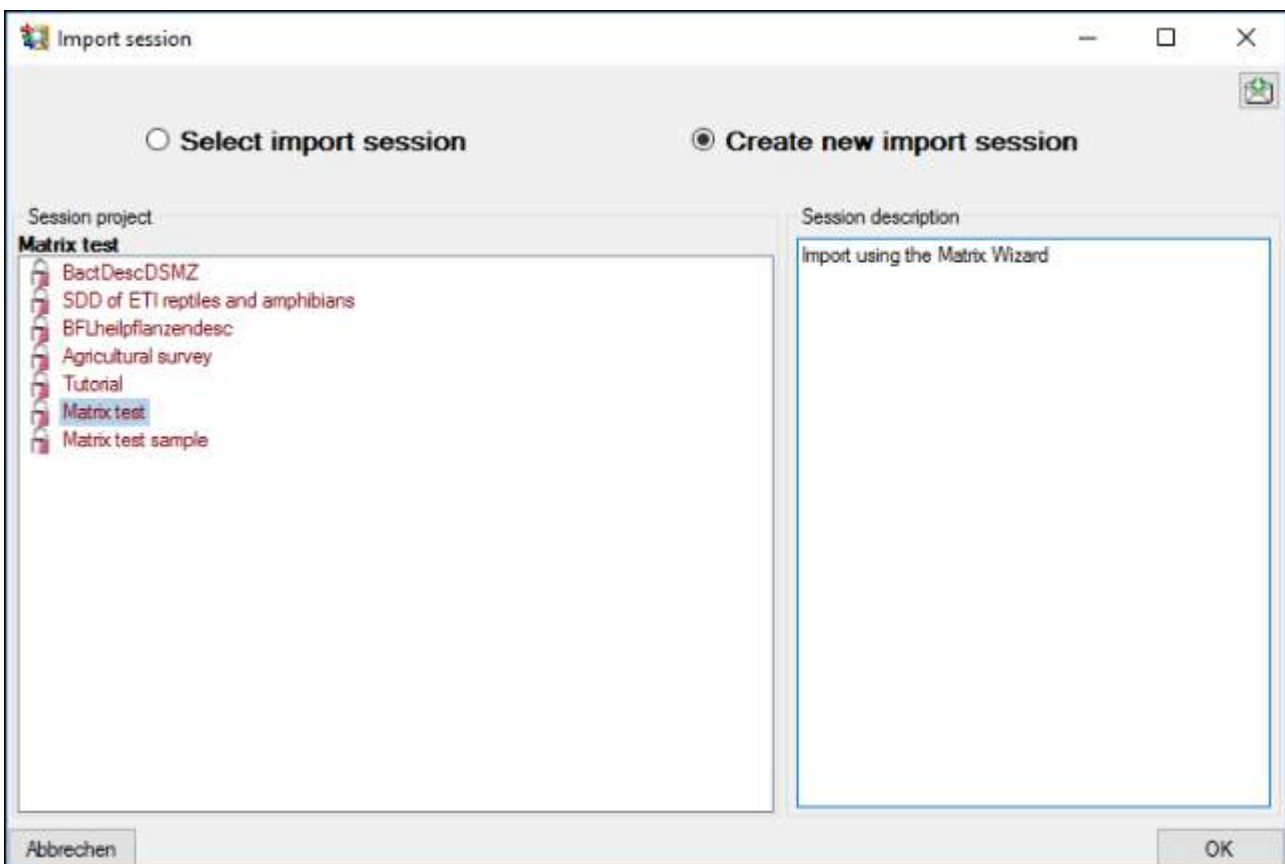 Import session
Select import session
Create new import session
Session project
Matrix test
BactDescDSMZ
SDD of ETI reptiles and amphibians
BFLheilpflanzendesc
Agricultural survey
Tutorial
Matrix test
Matrix test sample
Session description
Import using the Matrix Wizard
Abbrechen
OK